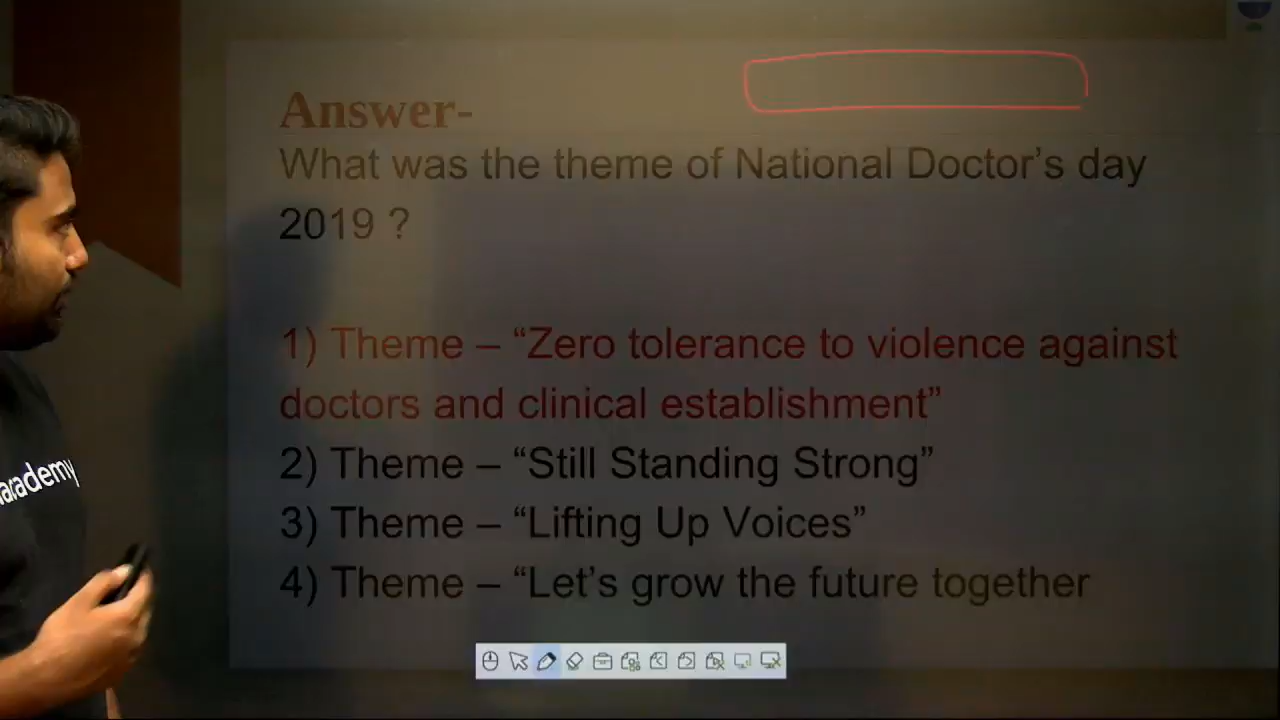 Answer-
What was the theme of National Doctor’s day
2019 ?
1) Theme – “Zero tolerance to violence against
doctors and clinical establishment”
2) Theme – “Still Standing Strong”
3) Theme – “Lifting Up Voices”
4) Theme – “Let’s grow the future together